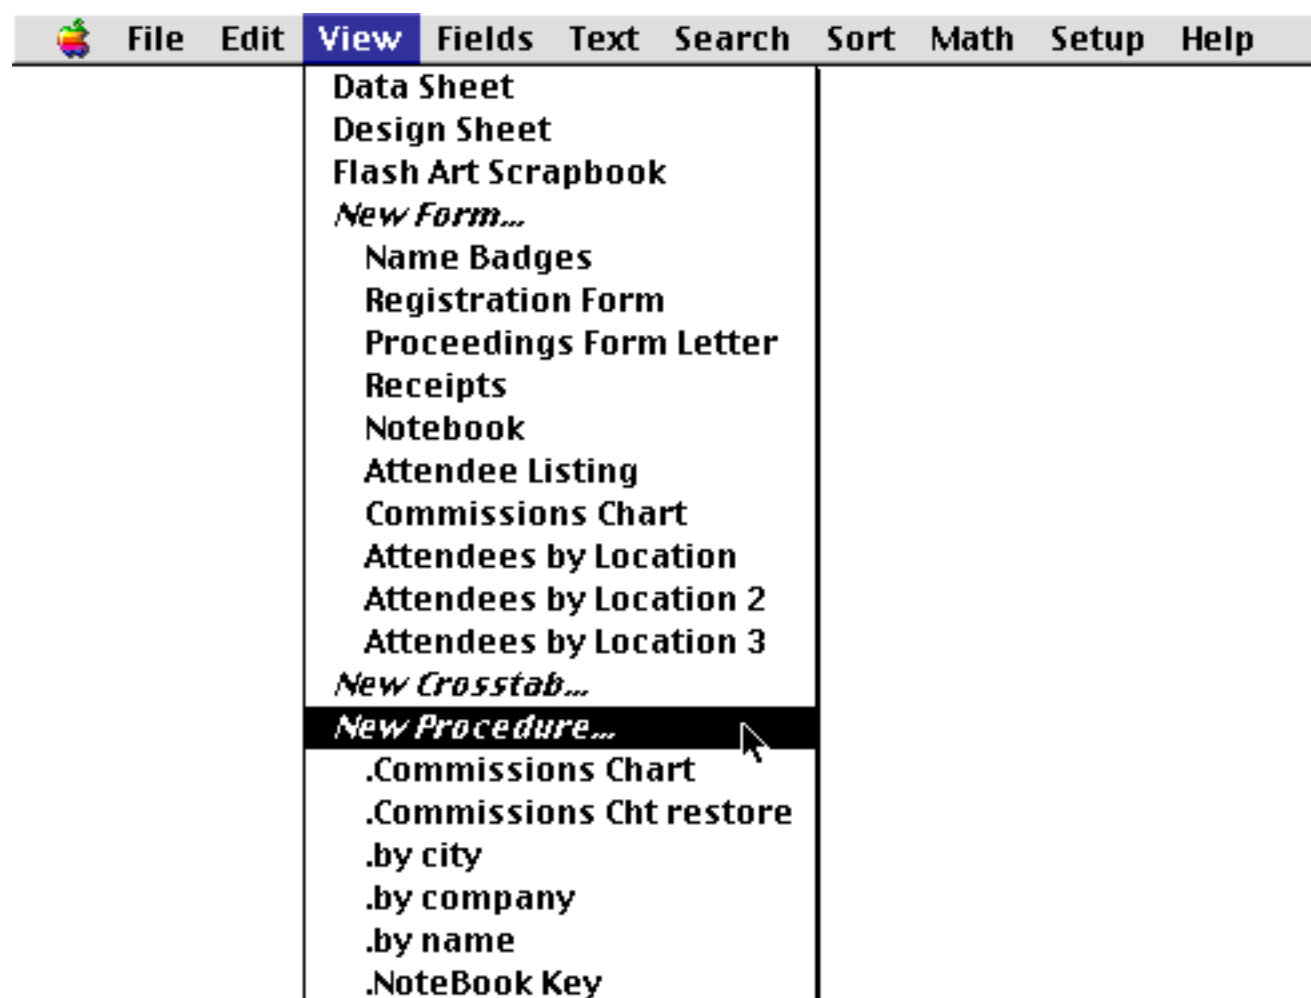 File Edit View Fields Text Search Sort Math Setup Help
Data Sheet
Design Sheet
Flash Art Scrapbook
New Form...
Name Badges
Registration Form
Proceedings Form Letter
Receipts
Notebook
Attendee Listing
Commissions Chart
Attendees by Location
Attendees by Location 2
Attendees by Location 3
New Crosstab...
New Procedure...
.Commissions Chart
.Commissions Cht restore
.by city
.by company
.by name
.NoteBook Key